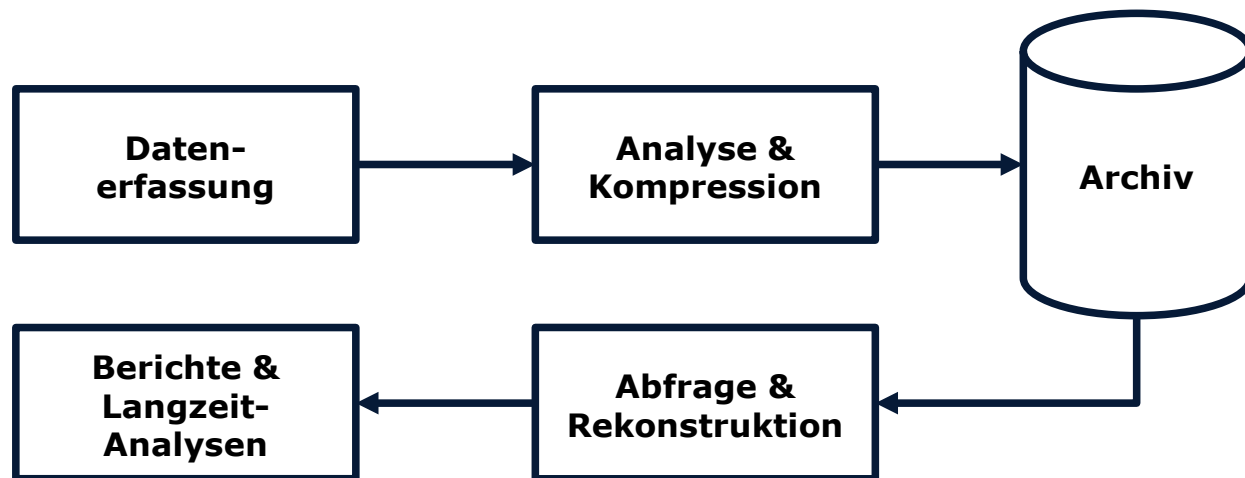 Daten-
erfassung
Analyse &
Kompression
Archiv
Berichte &
Langzeit-
Analysen
Abfrage &
Rekonstruktion